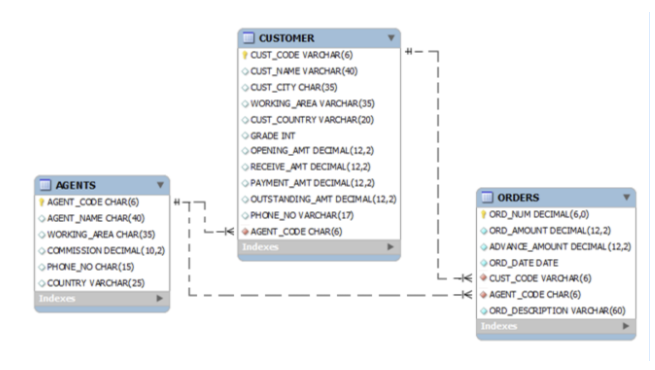 CUSTOMER
CUST_CODE VARCHAR(6)
CUST_NAME VARCHAR(40)
CUST_CITY CHAR(35)
WORKING_AREA VARCHAR(35)
CUST_COUNTRY VARCHAR(20)
GRADE INT
OPENING_AMT DECIMAL(12,2)
RECEIVE_AMT DECIMAL(12,2)
PAYMENT_AMT DECIMAL(12,2)
OUTSTANDING_AMT DECIMAL(12,2)
PHONE_NO VARCHAR(17)
AGENT_CODE CHAR(6)
Indexes
AGENTS
AGENT_CODE CHAR(6)
AGENT_NAME CHAR(40)
WORKING_AREA CHAR(35)
COMMISSION DECIMAL(10,2)
PHONE_NO CHAR(15)
COUNTRY VARCHAR(25)
Indexes
ORDERS
ORD_NUM DECIMAL(6,0)
ORD_AMOUNT DECIMAL(12,2)
ADVANCE_AMOUNT DECIMAL(12,2)
ORD_DATE DATE
CUST_CODE VARCHAR(6)
AGENT_CODE CHAR(6)
ORD_DESCRIPTION VARCHAR(60)
Indexes